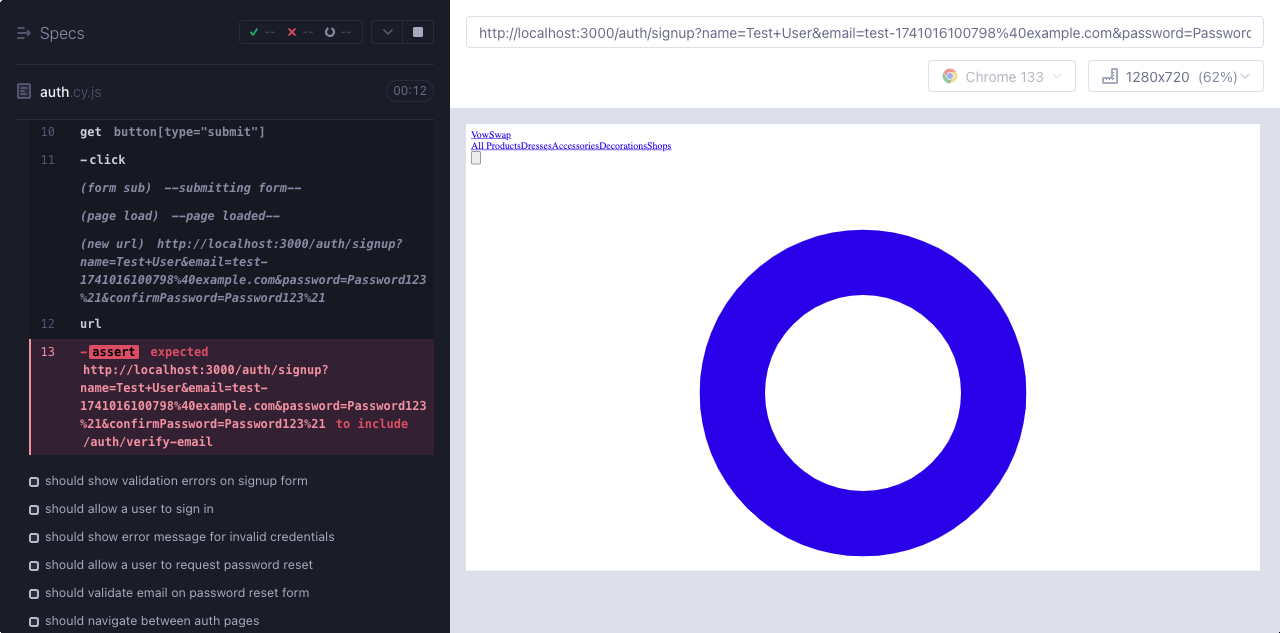 Specs
-- -- --
auth.cy.js
00:12
10 get button[type="submit"]
11 -click
(form sub) --submitting form--
(page load) --page loaded--
(new url) http://localhost:3000/auth/signup?
name=Test+User&email=test-
1741016100798%40example.com&password=Password123
%21&confirmPassword=Password123%21
12 url
13 -assert expected
http://localhost:3000/auth/signup?
name=Test+User&email=test-
1741016100798%40example.com&password=Password123
%21&confirmPassword=Password123%21 to include
/auth/verify-email
should show validation errors on signup form
should allow a user to sign in
should show error message for invalid credentials
should allow a user to request password reset
should validate email on password reset form
should navigate between auth pages
http://localhost:3000/auth/signup?name=Test+User&email=test-1741016100798%40example.com&password=Password
Chrome 133
1280x720 (62%)
VowSwap
All ProductsDressesAccessoriesDecorationsShops